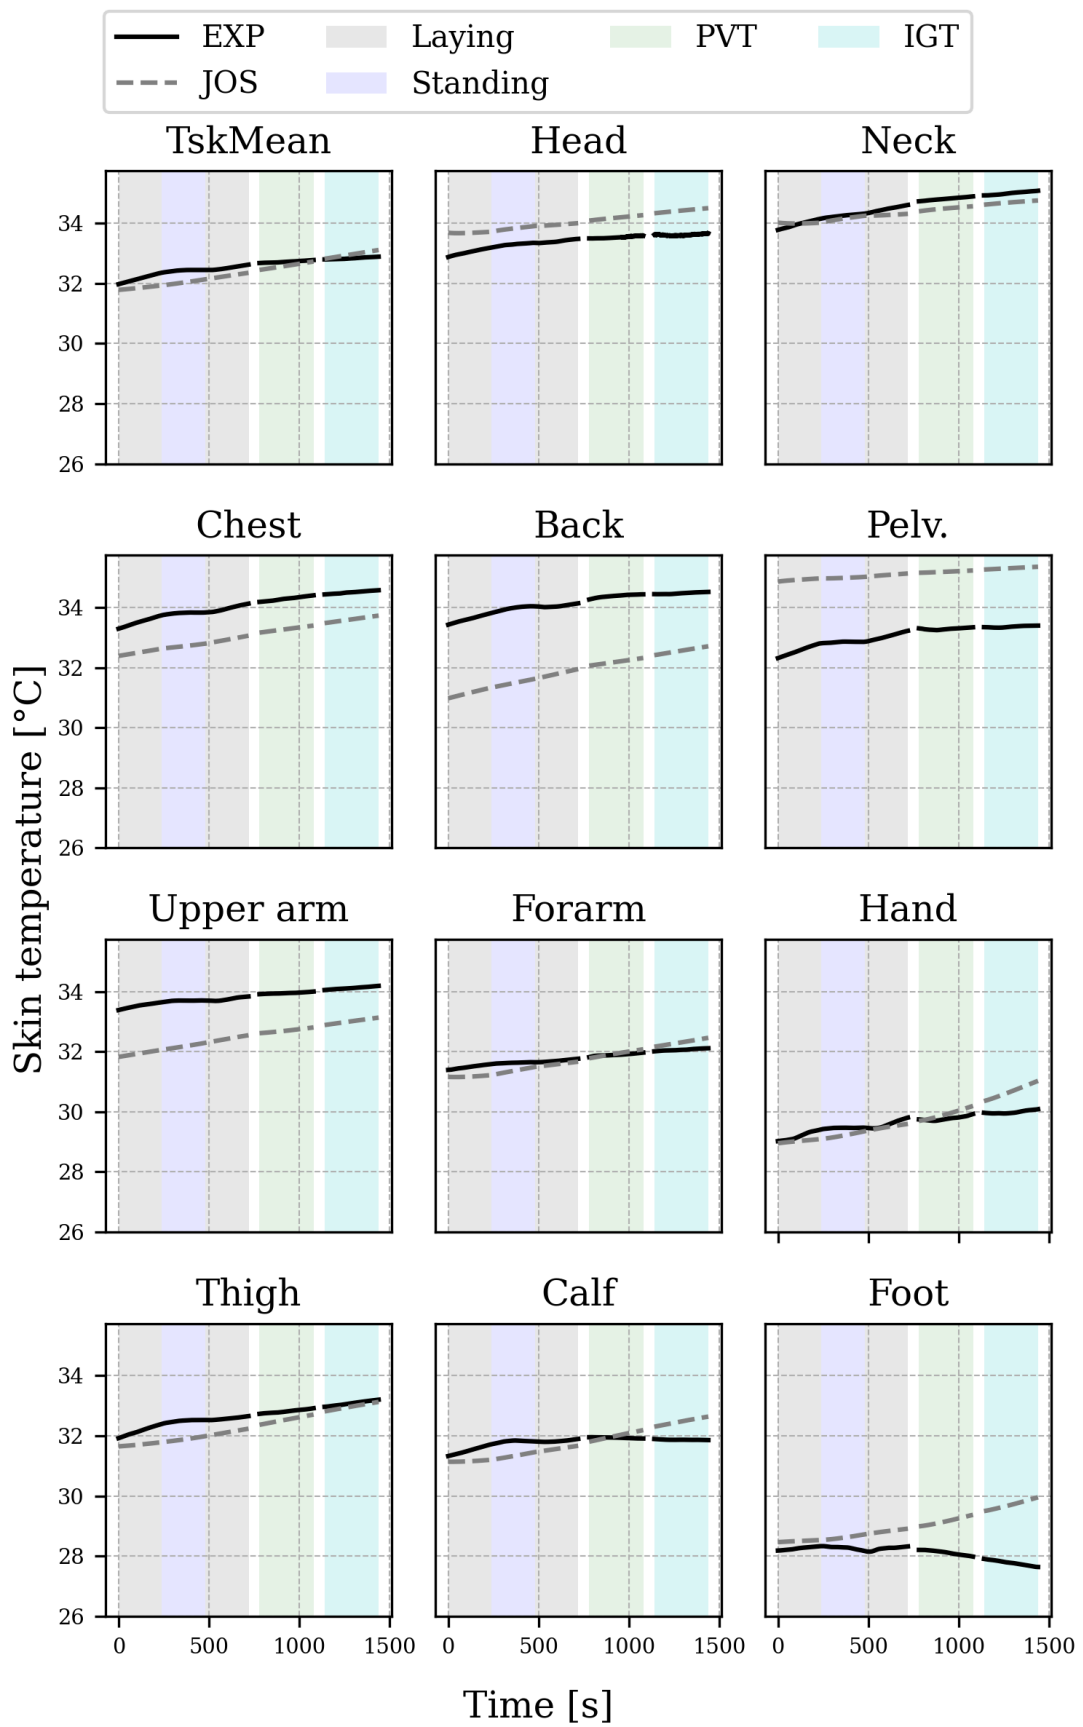 EXP Laying PVT IGT
JOS Standing
TskMean Head Neck
34
32
30
28
26
Chest Back Pelv.
34
32
30
28
26
Skin temperature [°C]
Upper arm Forarm Hand
34
32
30
28
26
Thigh Calf Foot
34
32
30
28
26
0 500 1000 1500 0 500 1000 1500 0 500 1000 1500
Time [s]